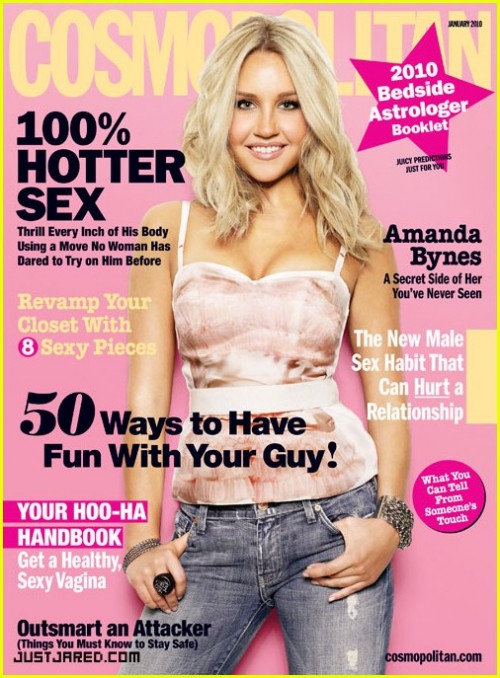 COSMOPOLITAN
JANUARY 2010
2010
Bedside
Astrologer
Booklet
JUICY PREDICTIONS
JUST FOR YOU
100%
HOTTER
SEX
Thrill Every Inch of His Body
Using a Move No Woman Has
Dared to Try on Him Before
Amanda
Bynes
A Secret Side of Her
You've Never Seen
Revamp Your
Closet With
8 Sexy Pieces
The New Male
Sex Habit That
Can Hurt a
Relationship
50 Ways to Have
Fun With Your Guy!
What You
Can Tell
From
Someone's
Touch
YOUR HOO-HA
HANDBOOK
Get a Healthy,
Sexy Vagina
Outsmart an Attacker
(Things You Must Know to Stay Safe)
JUSTJARED.COM
cosmopolitan.com